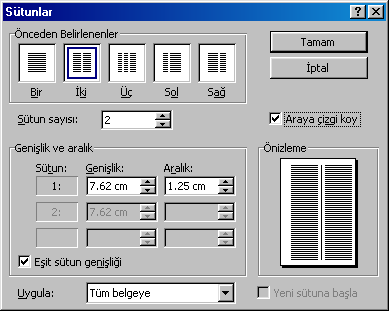 Sütunlar
Önceden Belirlenenler
Tamam
İptal
Bir İki Üç Sol Sağ
Sütun sayısı: 2
Araya çizgi koy
Genişlik ve aralık
Önizleme
Sütun: Genişlik: Aralık:
1: 7.62 cm 1.25 cm
2: 7.62 cm
Eşit sütun genişliği
Uygula: Tüm belgeye
Yeni sütuna başla